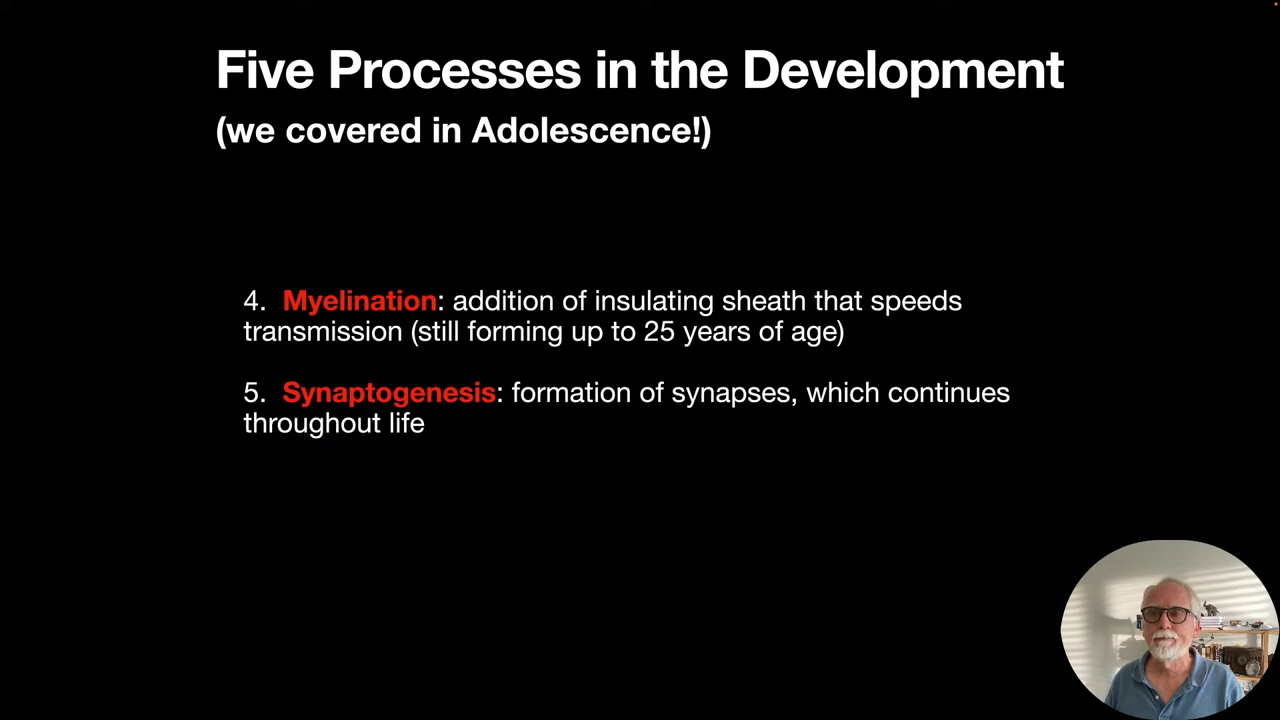 Five Processes in the Development
(we covered in Adolescence!)
4. Myelination: addition of insulating sheath that speeds
transmission (still forming up to 25 years of age)
5. Synaptogenesis: formation of synapses, which continues
throughout life